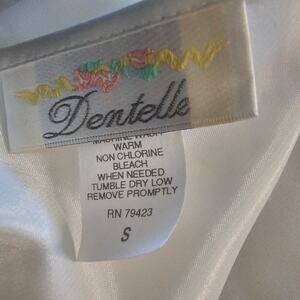 Dentelle
MACHINE WASH
WARM
NON CHLORINE
BLEACH
WHEN NEEDED
TUMBLE DRY LOW
REMOVE PROMPTLY
RN 79423
S